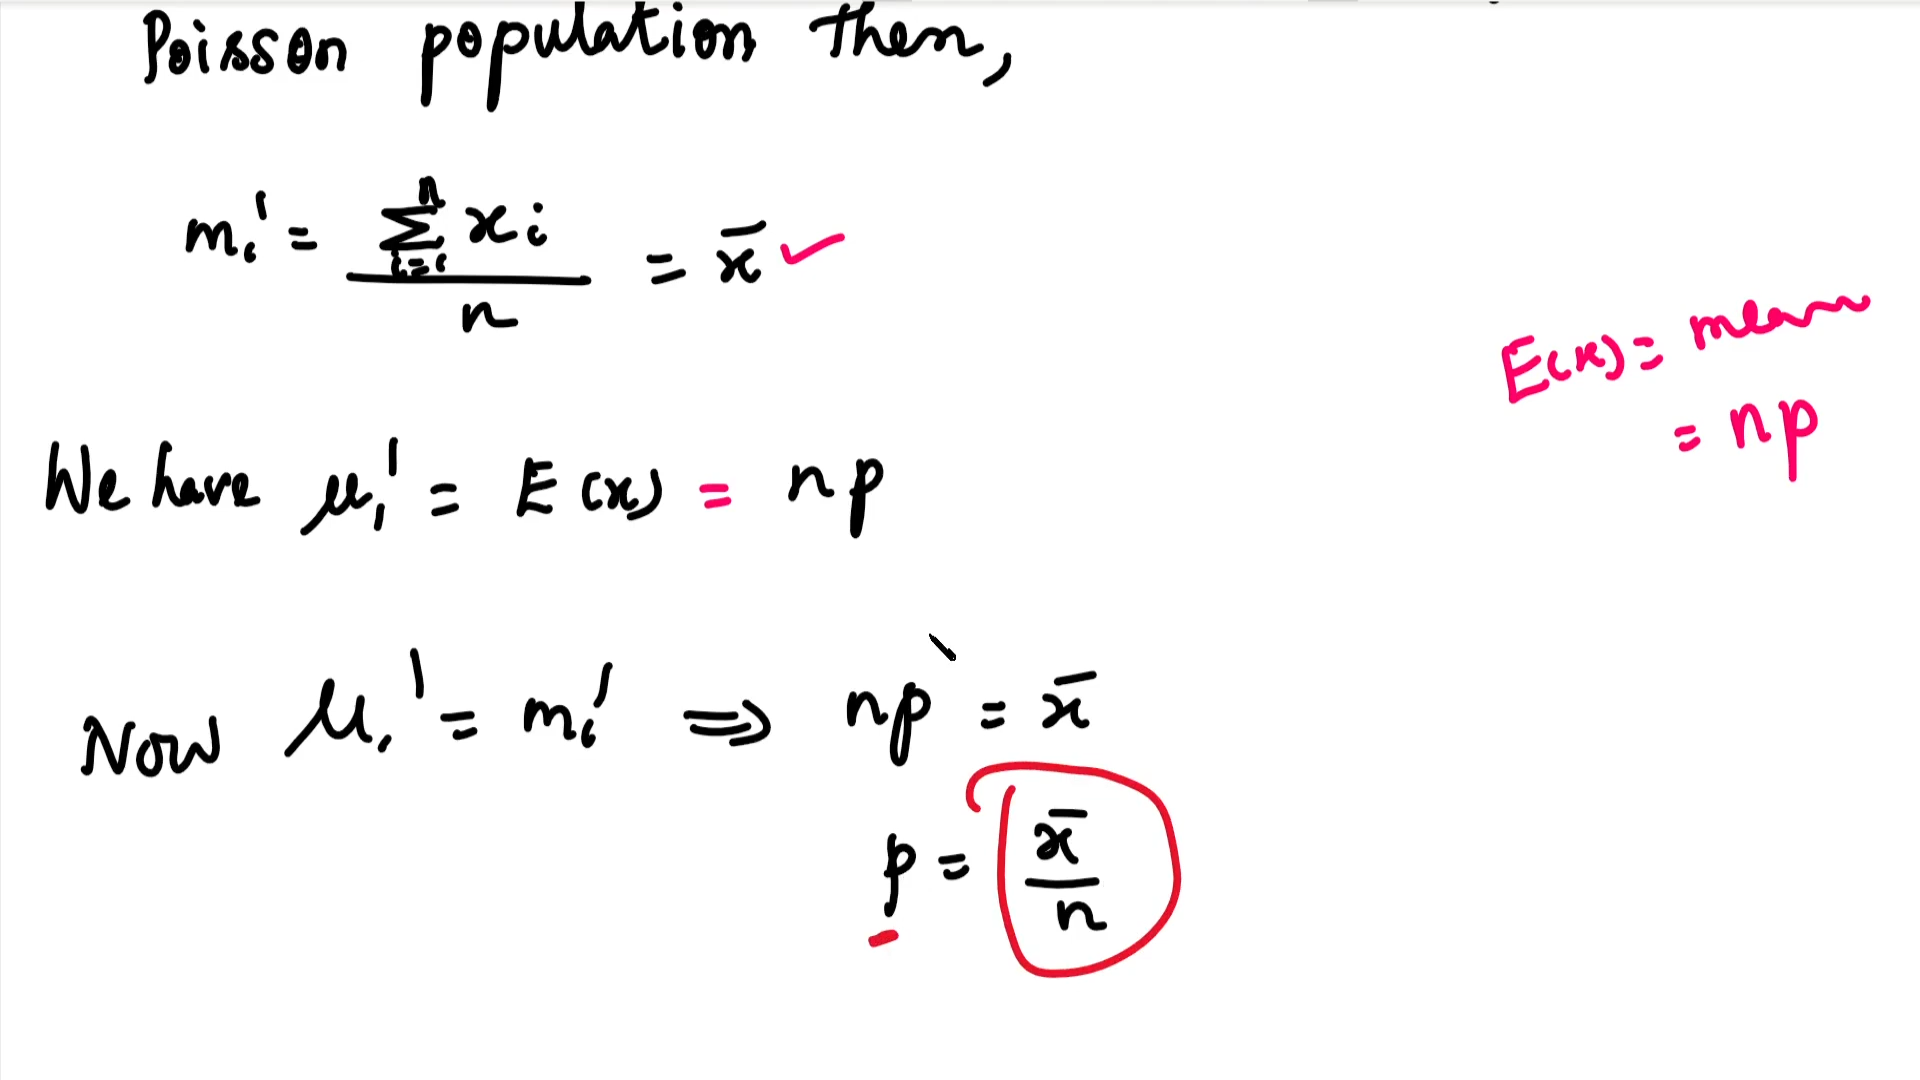 Poisson population then,
m₁' = Σᵢ₌₁ⁿ xi / n = x̄ ✓
E(x) = mean
= np
We have μ₁' = E(x) = np
Now μ₁' = m₁' ⟹ np = x̄
p = x̄ / n